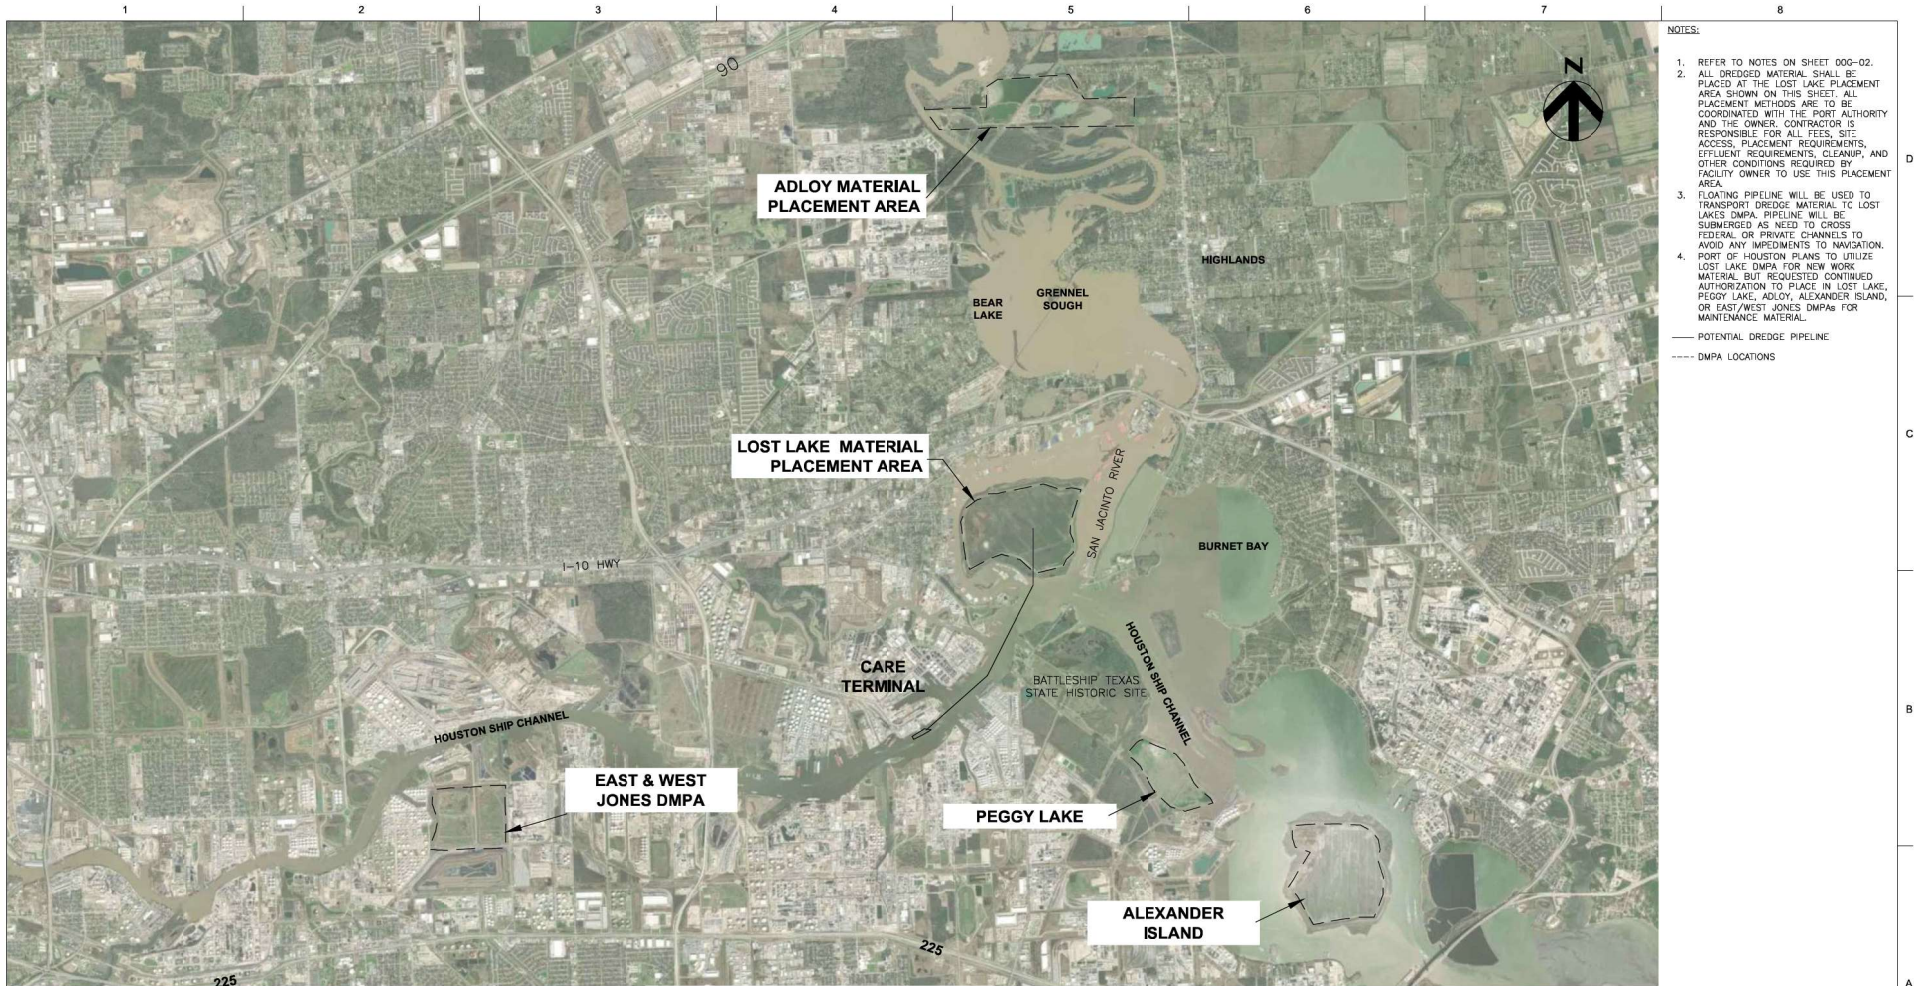 1 2 3 4 5 6 7 8
NOTES:
1. REFER TO NOTES ON SHEET 00G-02.
2. ALL DREDGED MATERIAL SHALL BE
PLACED AT THE LOST LAKE PLACEMENT
AREA SHOWN ON THIS SHEET. ALL
PLACEMENT METHODS ARE TO BE
COORDINATED WITH THE PORT AUTHORITY
AND THE OWNER. CONTRACTOR IS
RESPONSIBLE FOR ALL FEES, SITE
ACCESS, PLACEMENT REQUIREMENTS,
EFFLUENT REQUIREMENTS, CLEANUP, AND
OTHER CONDITIONS REQUIRED BY
FACILITY OWNER TO USE THIS PLACEMENT
AREA.
3. FLOATING PIPELINE WILL BE USED TO
TRANSPORT DREDGE MATERIAL TO LOST
LAKES DMPA. PIPELINE WILL BE
SUBMERGED AS NEED TO CROSS
FEDERAL OR PRIVATE CHANNELS TO
AVOID ANY IMPEDIMENTS TO NAVIGATION.
4. PORT OF HOUSTON PLANS TO UTILIZE
LOST LAKE DMPA FOR NEW WORK
MATERIAL BUT REQUESTED CONTINUED
AUTHORIZATION TO PLACE IN LOST LAKE,
PEGGY LAKE, ADLOY, ALEXANDER ISLAND,
OR EAST/WEST JONES DMPAs FOR
MAINTENANCE MATERIAL.
POTENTIAL DREDGE PIPELINE
DMPA LOCATIONS
N
90
ADLOY MATERIAL
PLACEMENT AREA
D
HIGHLANDS
BEAR
LAKE
GRENNEL
SOUGH
LOST LAKE MATERIAL
PLACEMENT AREA
C
SAN JACINTO RIVER
BURNET BAY
I-10 HWY
CARE
TERMINAL
BATTLESHIP TEXAS
STATE HISTORIC SITE
HOUSTON SHIP CHANNEL
HOUSTON SHIP CHANNEL
B
EAST & WEST
JONES DMPA
PEGGY LAKE
ALEXANDER
ISLAND
225
225
A